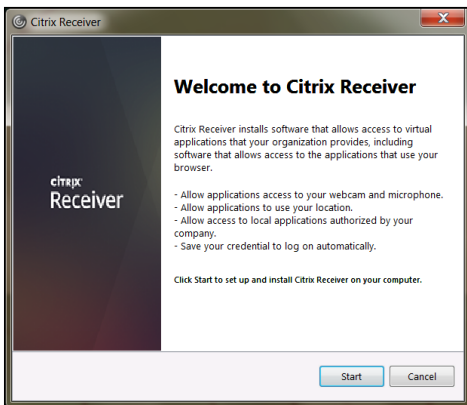 Citrix Receiver
Welcome to Citrix Receiver
Citrix Receiver installs software that allows access to virtual
applications that your organization provides, including
software that allows access to the applications that use your
browser.
- Allow applications access to your webcam and microphone.
- Allow applications to use your location.
- Allow access to local applications authorized by your
company.
- Save your credential to log on automatically.
Click Start to set up and install Citrix Receiver on your computer.
CİTRIX
Receiver
Start
Cancel